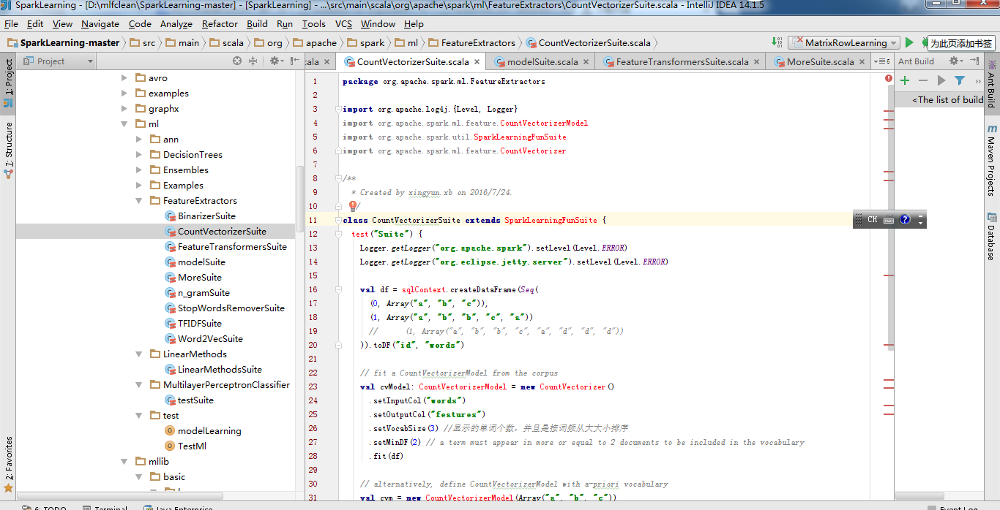 SparkLearning - [D:\mlfclean\SparkLearning-master] - [SparkLearning] - ...\src\main\scala\org\apache\spark\ml\FeatureExtractors\CountVectorizerSuite.scala - IntelliJ IDEA 14.1.5
File Edit View Navigate Code Analyze Refactor Build Run Tools VCS Window Help
SparkLearning-master src main scala org apache spark ml FeatureExtractors CountVectorizerSuite.scala MatrixRowLearning 为此页添加书签
Project cala CountVectorizerSuite.scala modelSuite.scala FeatureTransformersSuite.scala MoreSuite.scala 6 Ant Build
1: Project
7: Structure
2: Favorites
avro
examples
graphx
ml
ann
DecisionTrees
Ensembles
Examples
FeatureExtractors
BinarizerSuite
CountVectorizerSuite
FeatureTransformersSuite
modelSuite
MoreSuite
n_gramSuite
StopWordsRemoverSuite
TFIDFSuite
Word2VecSuite
LinearMethods
LinearMethodsSuite
MultilayerPerceptronClassifier
testSuite
test
modelLearning
TestMl
mllib
basic
1 package org.apache.spark.ml.FeatureExtractors
2
3 import org.apache.log4j.{Level, Logger}
4 import org.apache.spark.ml.feature.CountVectorizerModel
5 import org.apache.spark.util.SparkLearningFunSuite
6 import org.apache.spark.ml.feature.CountVectorizer
7
8 /**
9 * Created by xingyun.xb on 2016/7/24.
10 /
11 class CountVectorizerSuite extends SparkLearningFunSuite {
12 test("Suite") {
13 Logger.getLogger("org.apache.spark").setLevel(Level.ERROR)
14 Logger.getLogger("org.eclipse.jetty.server").setLevel(Level.ERROR)
15
16 val df = sqlContext.createDataFrame(Seq(
17 (0, Array("a", "b", "c")),
18 (1, Array("a", "b", "b", "c", "a"))
19 // (1, Array("a", "b", "b", "c", "a", "d", "d", "d"))
20 )).toDF("id", "words")
21
22 // fit a CountVectorizerModel from the corpus
23 val cvModel: CountVectorizerModel = new CountVectorizer()
24 .setInputCol("words")
25 .setOutputCol("features")
26 .setVocabSize(3) //显示的单词个数，并且是按词频从大大小排序
27 .setMinDF(2) // a term must appear in more or equal to 2 documents to be included in the vocabulary
28 .fit(df)
29
30 // alternatively, define CountVectorizerModel with a-priori vocabulary
31 val cvm = new CountVectorizerModel(Array("a", "b", "c"))
<The list of build
CH
Ant Build
Maven Projects
Database
6: TODO Terminal Java Enterprise Event Log